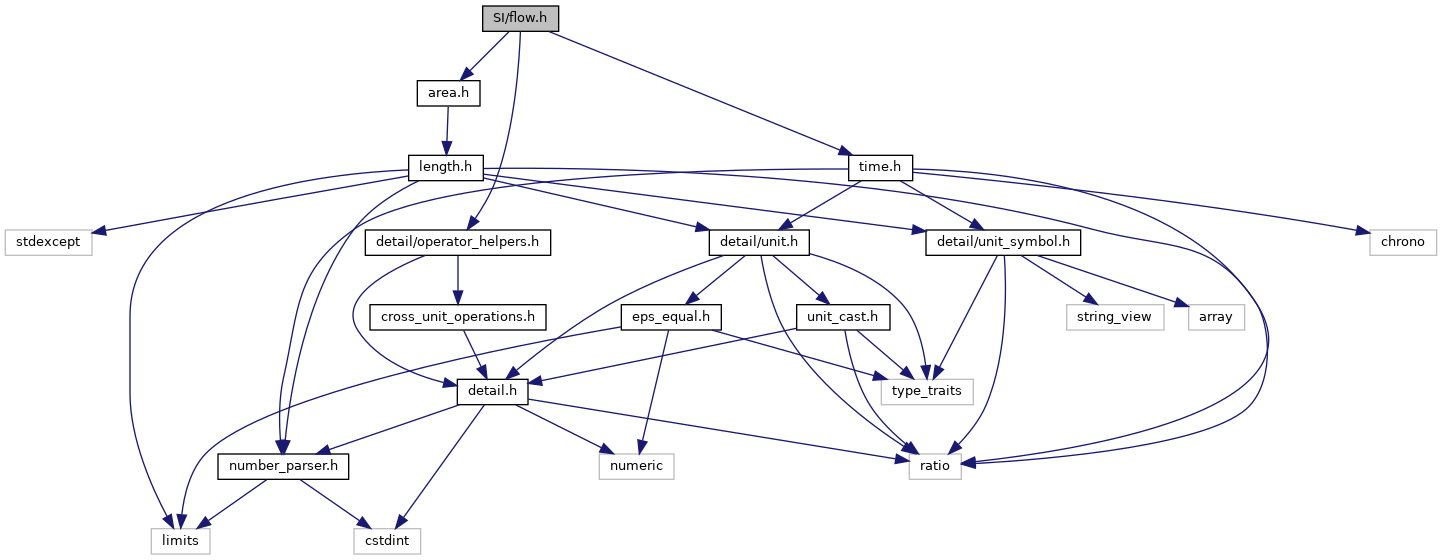 SI/flow.h
area.h
length.h
time.h
stdexcept
detail/operator_helpers.h
detail/unit.h
detail/unit_symbol.h
chrono
cross_unit_operations.h
eps_equal.h
unit_cast.h
string_view
array
detail.h
type_traits
number_parser.h
numeric
ratio
limits
cstdint